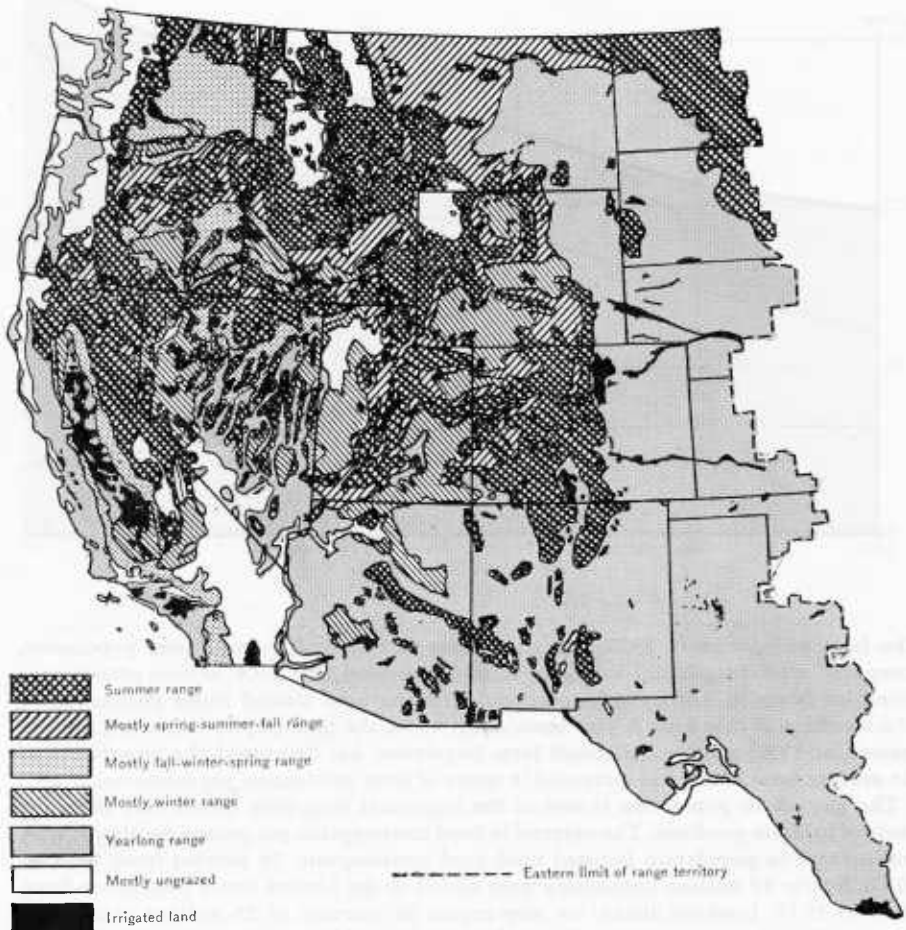 Summer range
Mostly spring-summer-fall range
Mostly fall-winter-spring range
Mostly winter range
Yearlong range
Mostly ungrazed
Irrigated land
Eastern limit of range territory